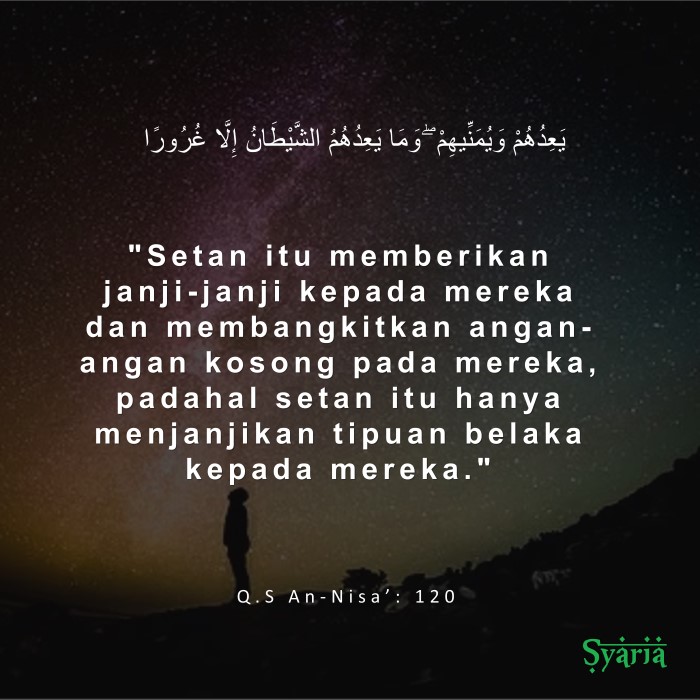 يَعِدُهُمْ وَيُمَنِّيهِمْ ۖ وَمَا يَعِدُهُمُ الشَّيْطَانُ إِلَّا غُرُورًا
"Setan itu memberikan
janji-janji kepada mereka
dan membangkitkan angan-
angan kosong pada mereka,
padahal setan itu hanya
menjanjikan tipuan belaka
kepada mereka."
Q.S An-Nisa’: 120
Syaria